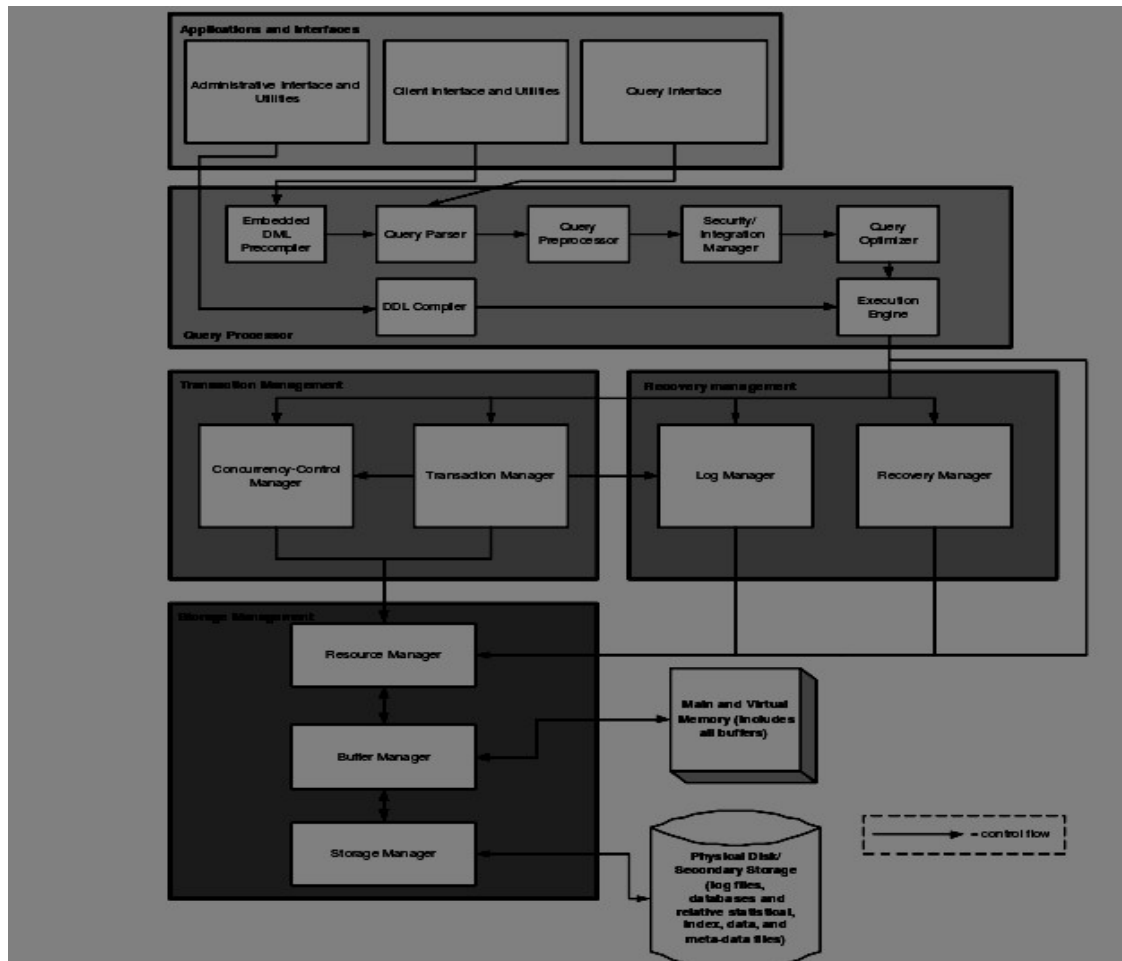 Applications and Interfaces
Administrative Interface and
Utilities
Client Interface and Utilities
Query Interface
Embedded
DML
Precompiler
Query Parser
Query
Preprocessor
Security/
Integration
Manager
Query
Optimizer
DDL Compiler
Execution
Engine
Query Processor
Transaction Management
Recovery management
Concurrency-Control
Manager
Transaction Manager
Log Manager
Recovery Manager
Storage Management
Resource Manager
Main and Virtual
Memory (includes
all buffers)
Buffer Manager
Storage Manager
= control flow
Physical Disk/
Secondary Storage
(log files,
databases and
relative statistical,
index, data, and
meta-data files)